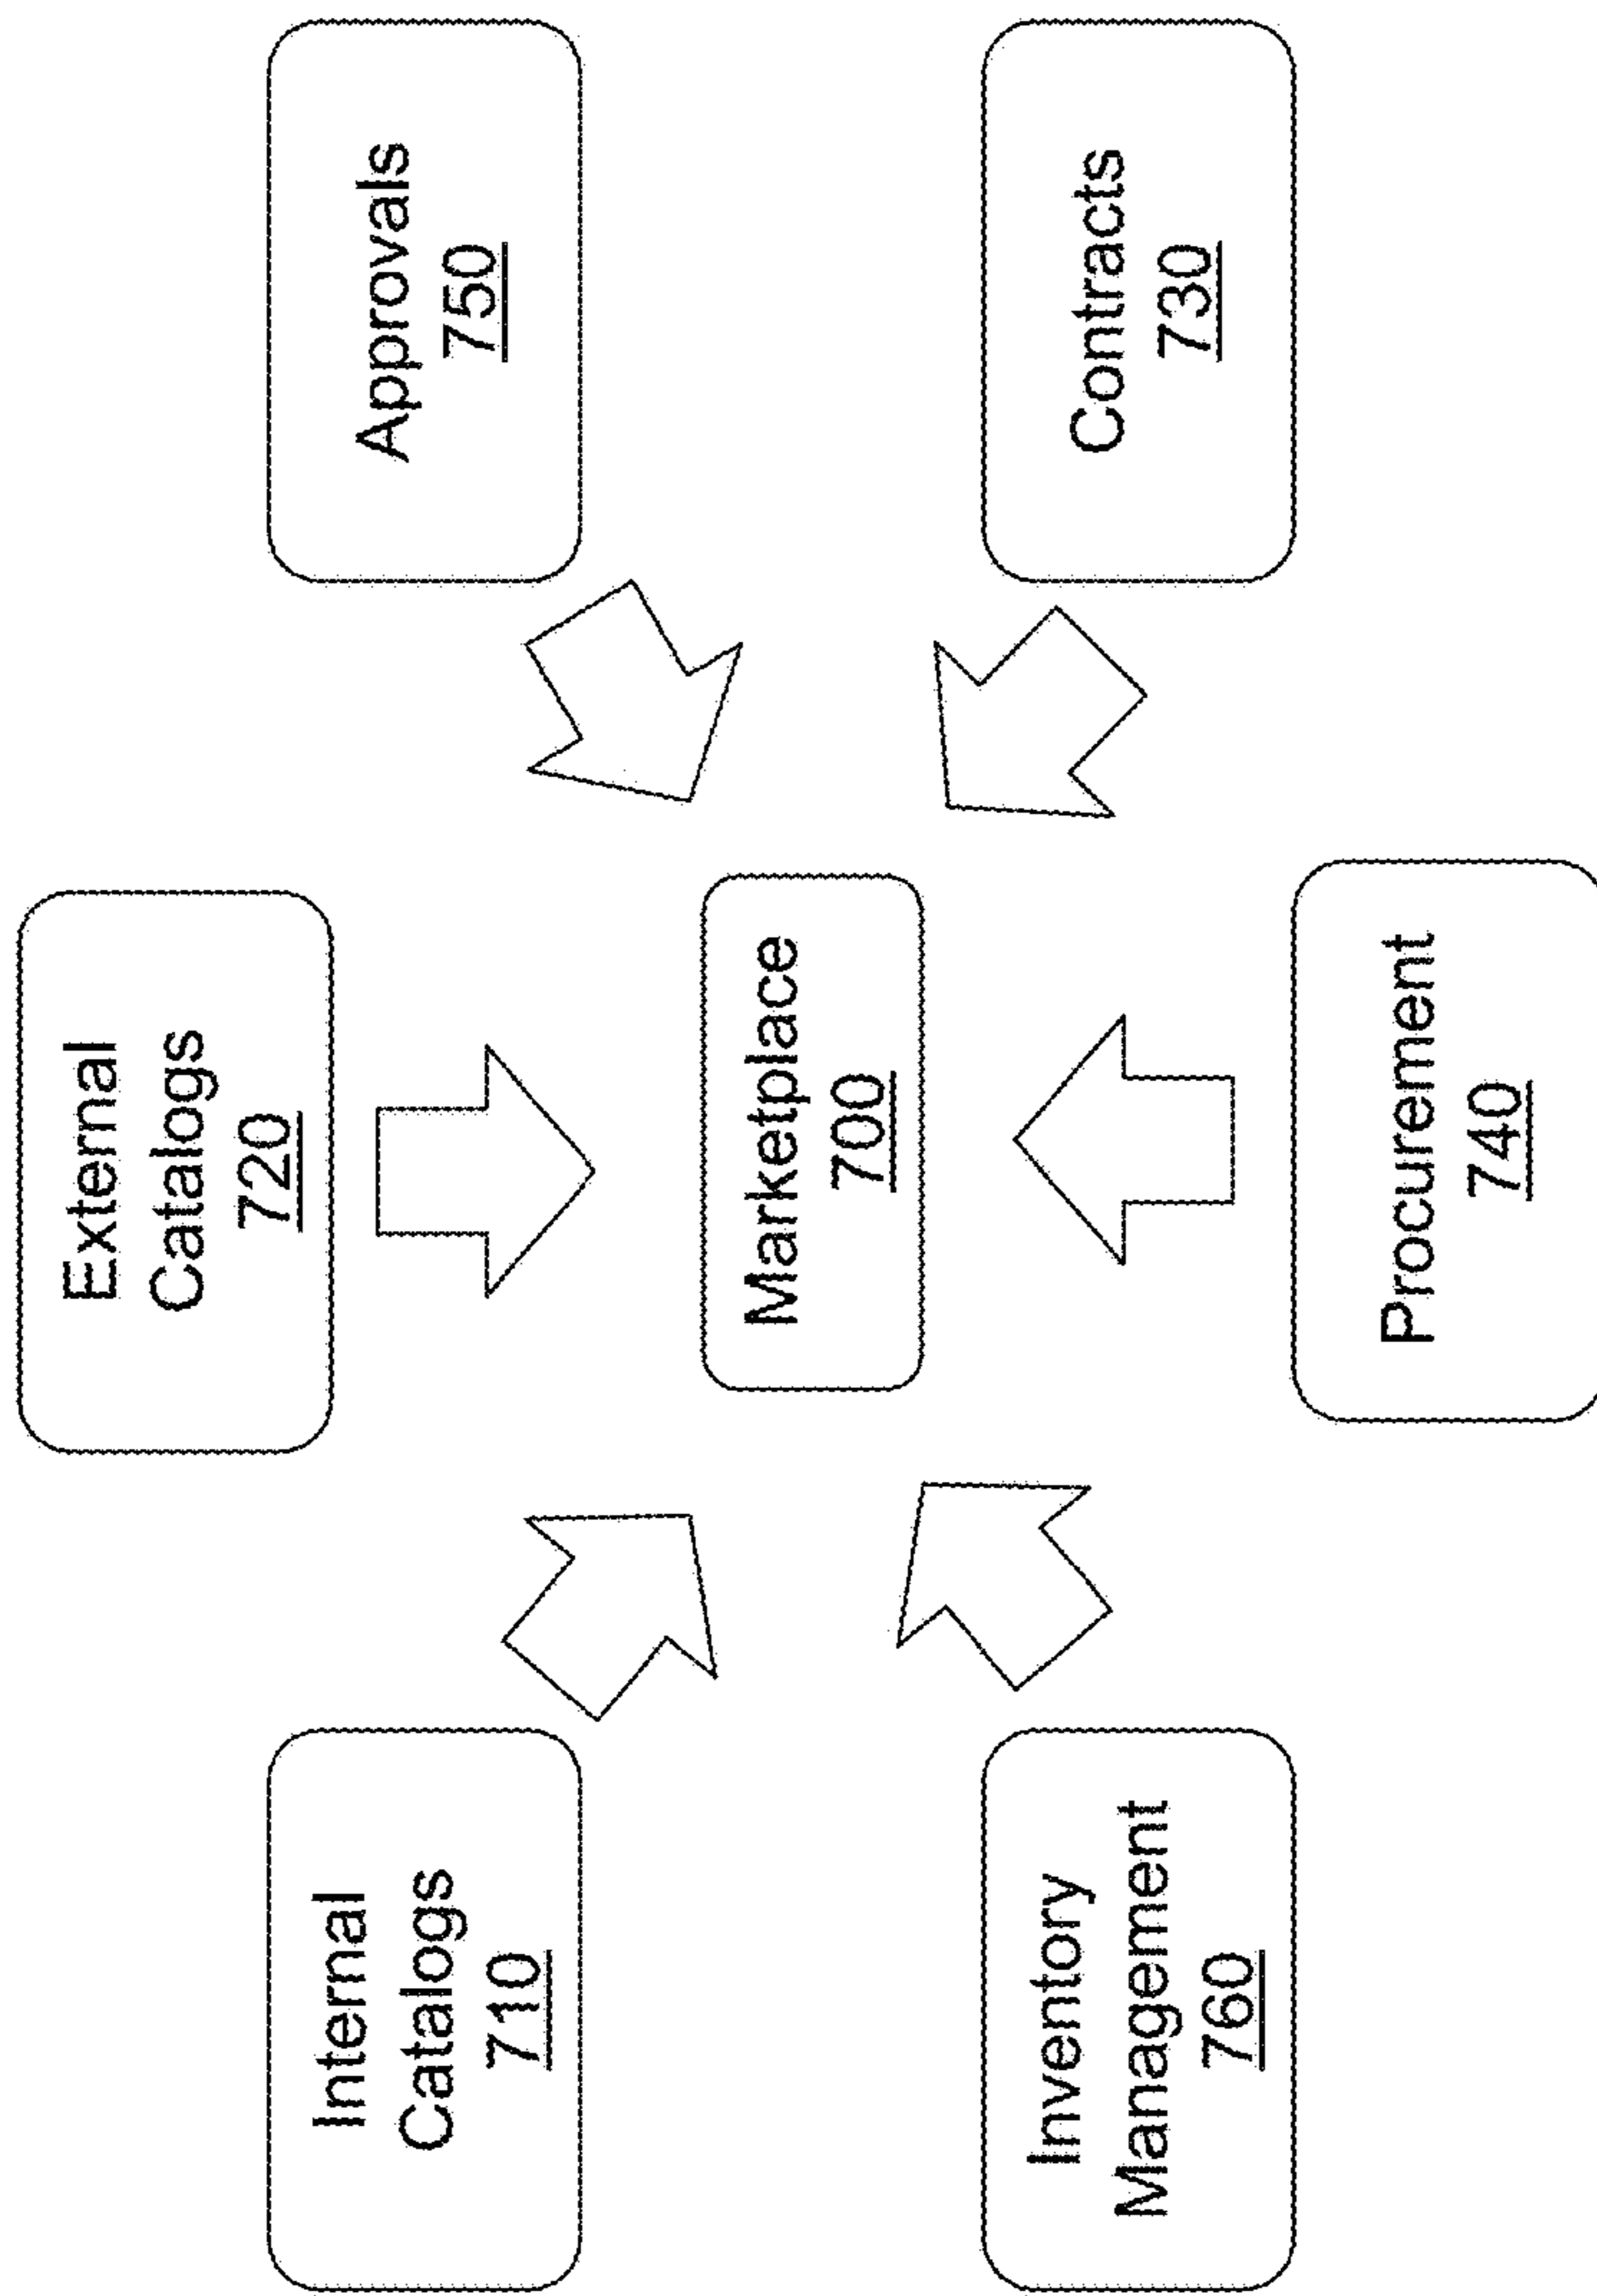 External
Catalogs
720
Internal
Catalogs
710
Approvals
750
Marketplace
700
Inventory
Management
760
Contracts
730
Procurement
740